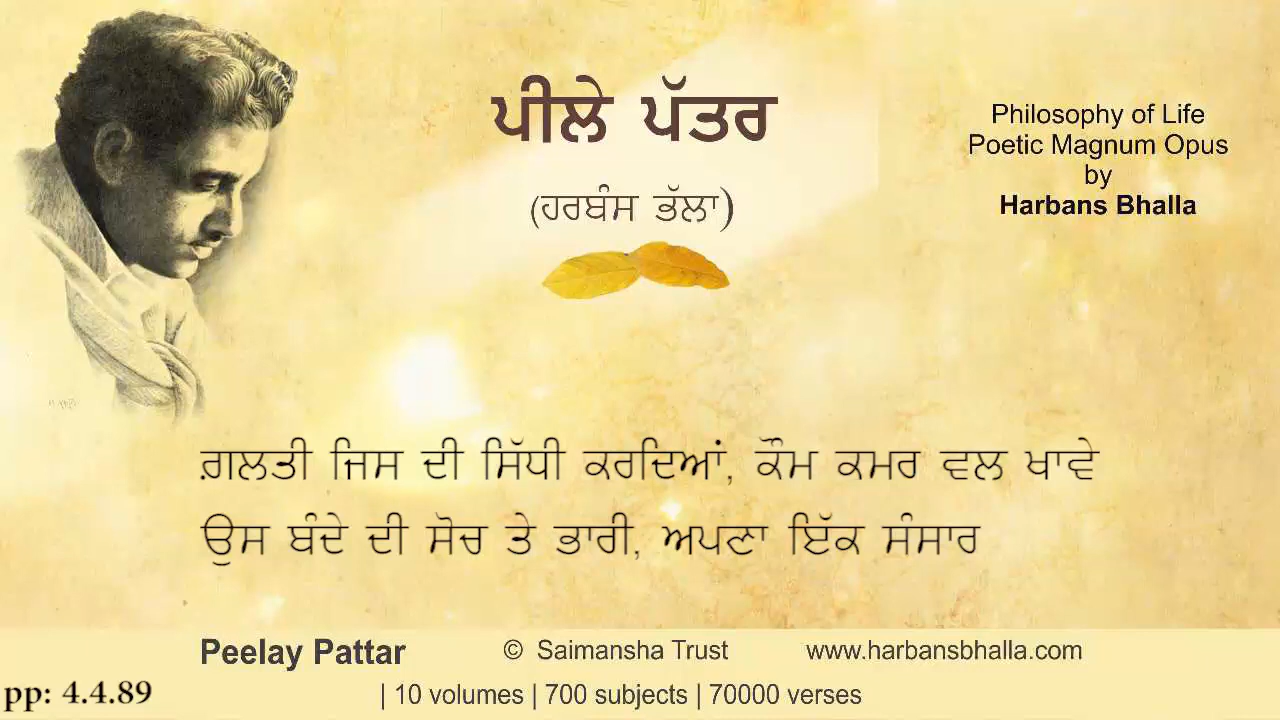 ਪੀਲੇ ਪੱਤਰ
(ਹਰਬੰਸ ਭੱਲਾ)
Philosophy of Life
Poetic Magnum Opus
by
Harbans Bhalla
ਗ਼ਲਤੀ ਜਿਸ ਦੀ ਸਿੱਧੀ ਕਰਦਿਆਂ, ਕੌਮ ਕਮਰ ਵਲ ਖਾਵੇ
ਉਸ ਬੰਦੇ ਦੀ ਸੋਚ ਤੇ ਭਾਰੀ, ਅਪਣਾ ਇੱਕ ਸੰਸਾਰ
Peelay Pattar © Saimansha Trust www.harbansbhalla.com
pp: 4.4.89 | 10 volumes | 700 subjects | 70000 verses